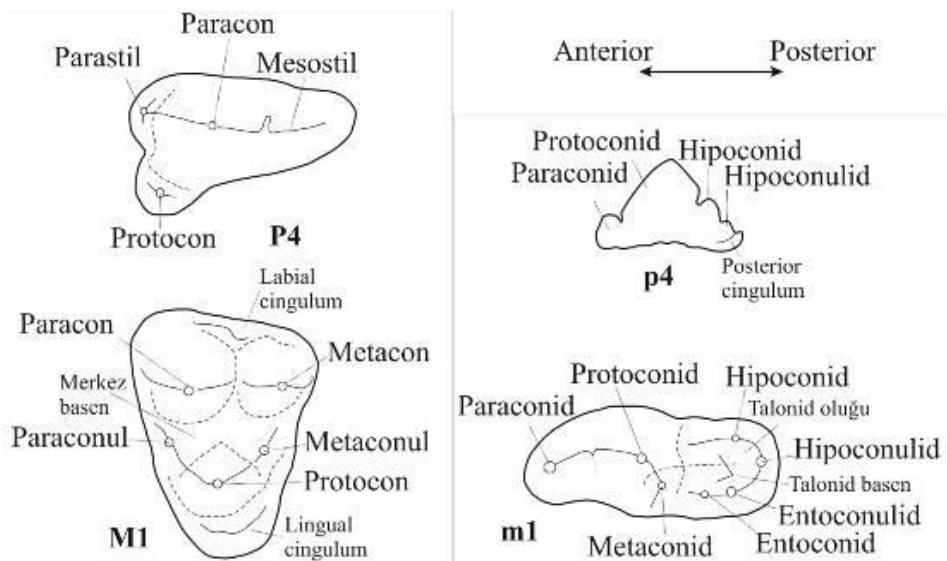 Paracon
Parastil
Mesostil
Protocon
P4
Anterior Posterior
Protoconid
Hipoconid
Paraconid
Hipoconulid
Posterior
cingulum
p4
Labial
cingulum
Paracon
Metacon
Merkez
basen
Paraconul
Metaconul
Protocon
M1
Lingual
cingulum
Protoconid
Hipoconid
Paraconid
Talonid oluğu
Hipoconulid
Talonid basen
Entoconulid
m1
Metaconid
Entoconid